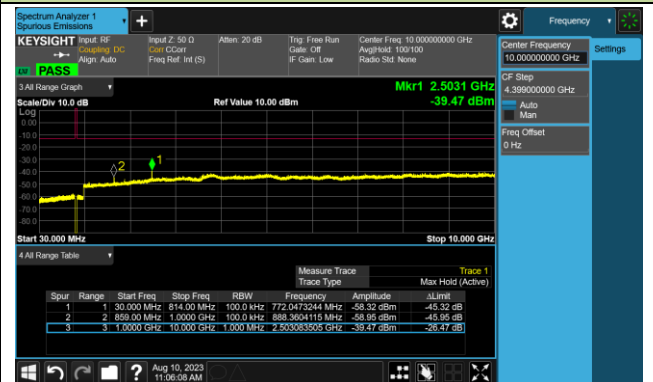 Spectrum Analyzer 1
Spurious Emissions
Frequency
KEYSIGHT
Input: RF
Coupling: DC
Align: Auto
Input Z: 50 Ω
Corr CCorr
Freq Ref: Int (S)
Atten: 20 dB
Trig: Free Run
Gate: Off
IF Gain: Low
Center Freq: 10.000000000 GHz
Avg|Hold: 100/100
Radio Std: None
PASS
3 All Range Graph
Mkr1 2.5031 GHz
Scale/Div 10.0 dB
Ref Value 10.00 dBm
-39.47 dBm
Log
0.00
-10.0
-20.0
-30.0
-40.0
-50.0
-60.0
-70.0
-80.0
2
1
Start 30.000 MHz
Stop 10.000 GHz
4 All Range Table
Measure Trace Trace 1
Trace Type Max Hold (Active)
Spur Range Start Freq Stop Freq RBW Frequency Amplitude ΔLimit
1 1 30.000 MHz 814.00 MHz 100.0 kHz 772.0473244 MHz -58.32 dBm -45.32 dB
2 2 859.00 MHz 1.0000 GHz 100.0 kHz 888.3604115 MHz -58.95 dBm -45.95 dB
3 3 1.0000 GHz 10.000 GHz 1.000 MHz 2.503083505 GHz -39.47 dBm -26.47 dB
Aug 10, 2023
11:06:08 AM
Center Frequency
10.000000000 GHz
Settings
CF Step
4.399000000 GHz
Auto
Man
Freq Offset
0 Hz